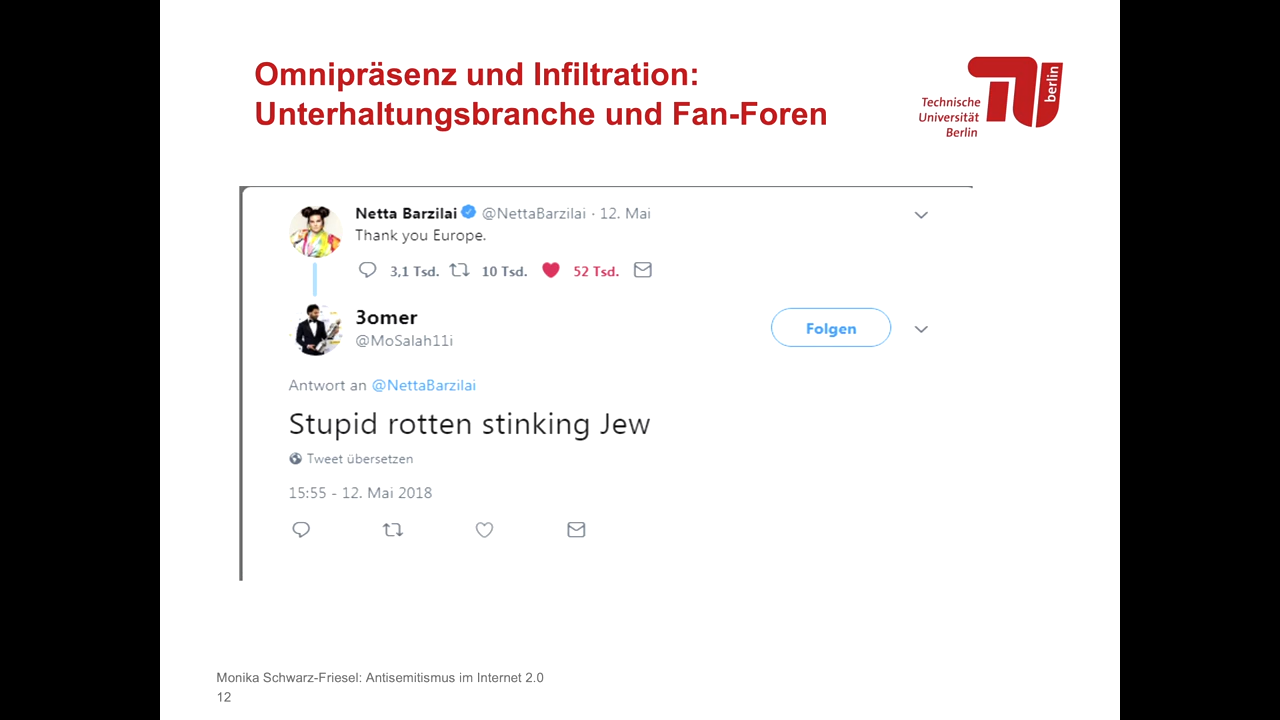 Omnipräsenz und Infiltration:
Unterhaltungsbranche und Fan-Foren
Technische
Universität
Berlin
berlin
Netta Barzilai @NettaBarzilai · 12. Mai
Thank you Europe.
3,1 Tsd. 10 Tsd. 52 Tsd.
3omer
@MoSalah11i
Folgen
Antwort an @NettaBarzilai
Stupid rotten stinking Jew
Tweet übersetzen
15:55 - 12. Mai 2018
Monika Schwarz-Friesel: Antisemitismus im Internet 2.0
12